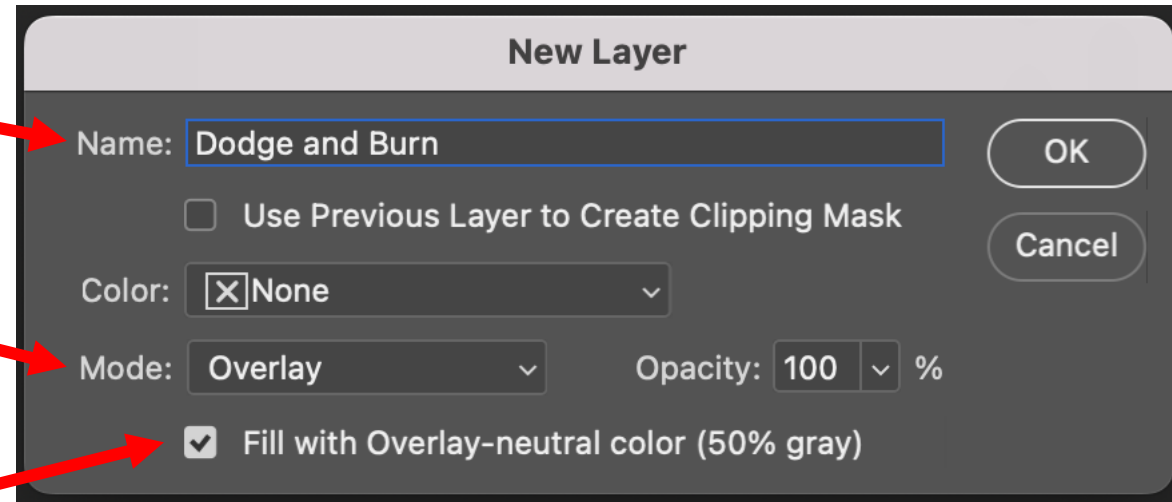 New Layer
Name: Dodge and Burn
OK
Use Previous Layer to Create Clipping Mask
Cancel
Color: None
Mode: Overlay Opacity: 100 %
Fill with Overlay-neutral color (50% gray)